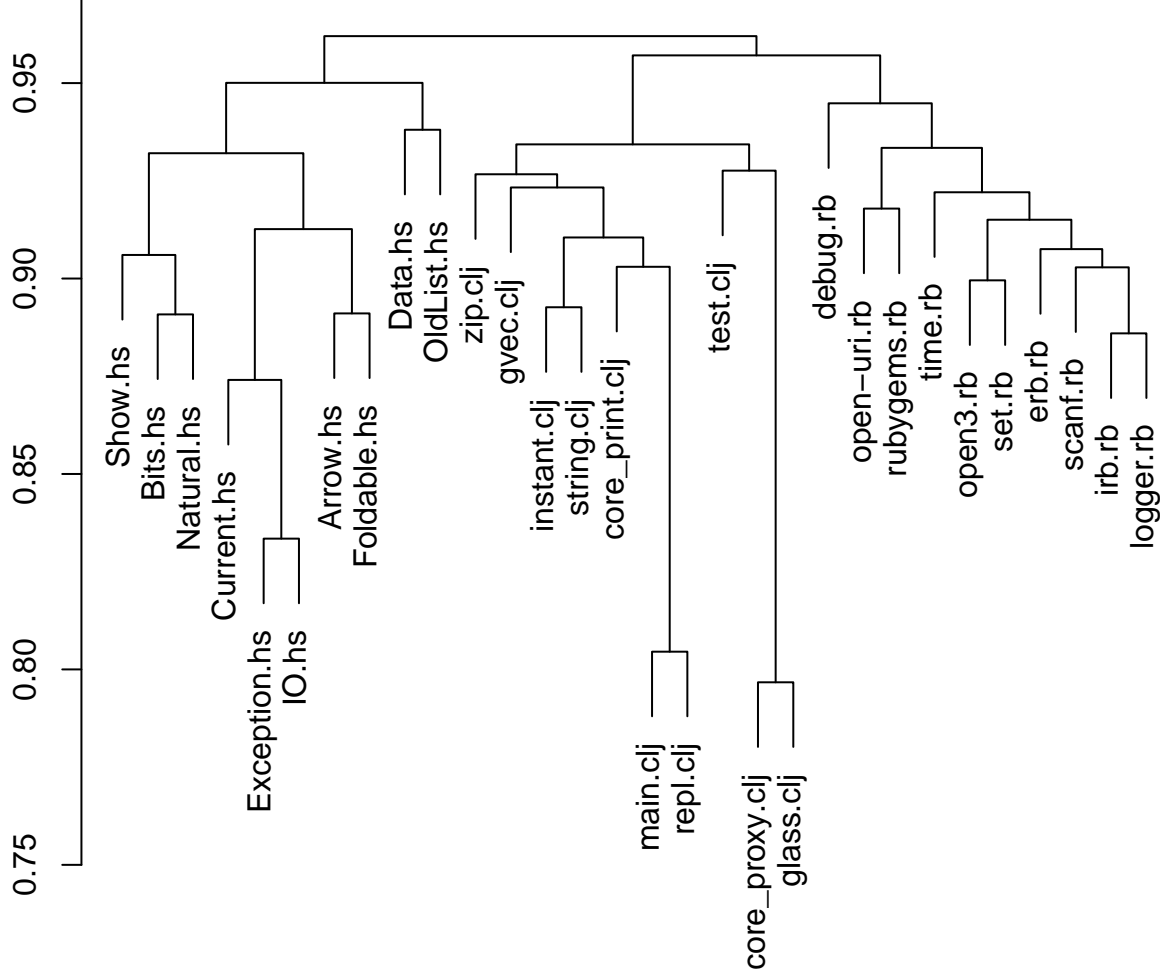 0.95
0.90
0.85
0.80
0.75
Show.hs
Bits.hs
Natural.hs
Current.hs
Exception.hs
IO.hs
Arrow.hs
Foldable.hs
Data.hs
OldList.hs
zip.clj
gvec.clj
instant.clj
string.clj
core_print.clj
main.clj
repl.clj
test.clj
core_proxy.clj
glass.clj
debug.rb
open−uri.rb
rubygems.rb
time.rb
open3.rb
set.rb
erb.rb
scanf.rb
irb.rb
logger.rb